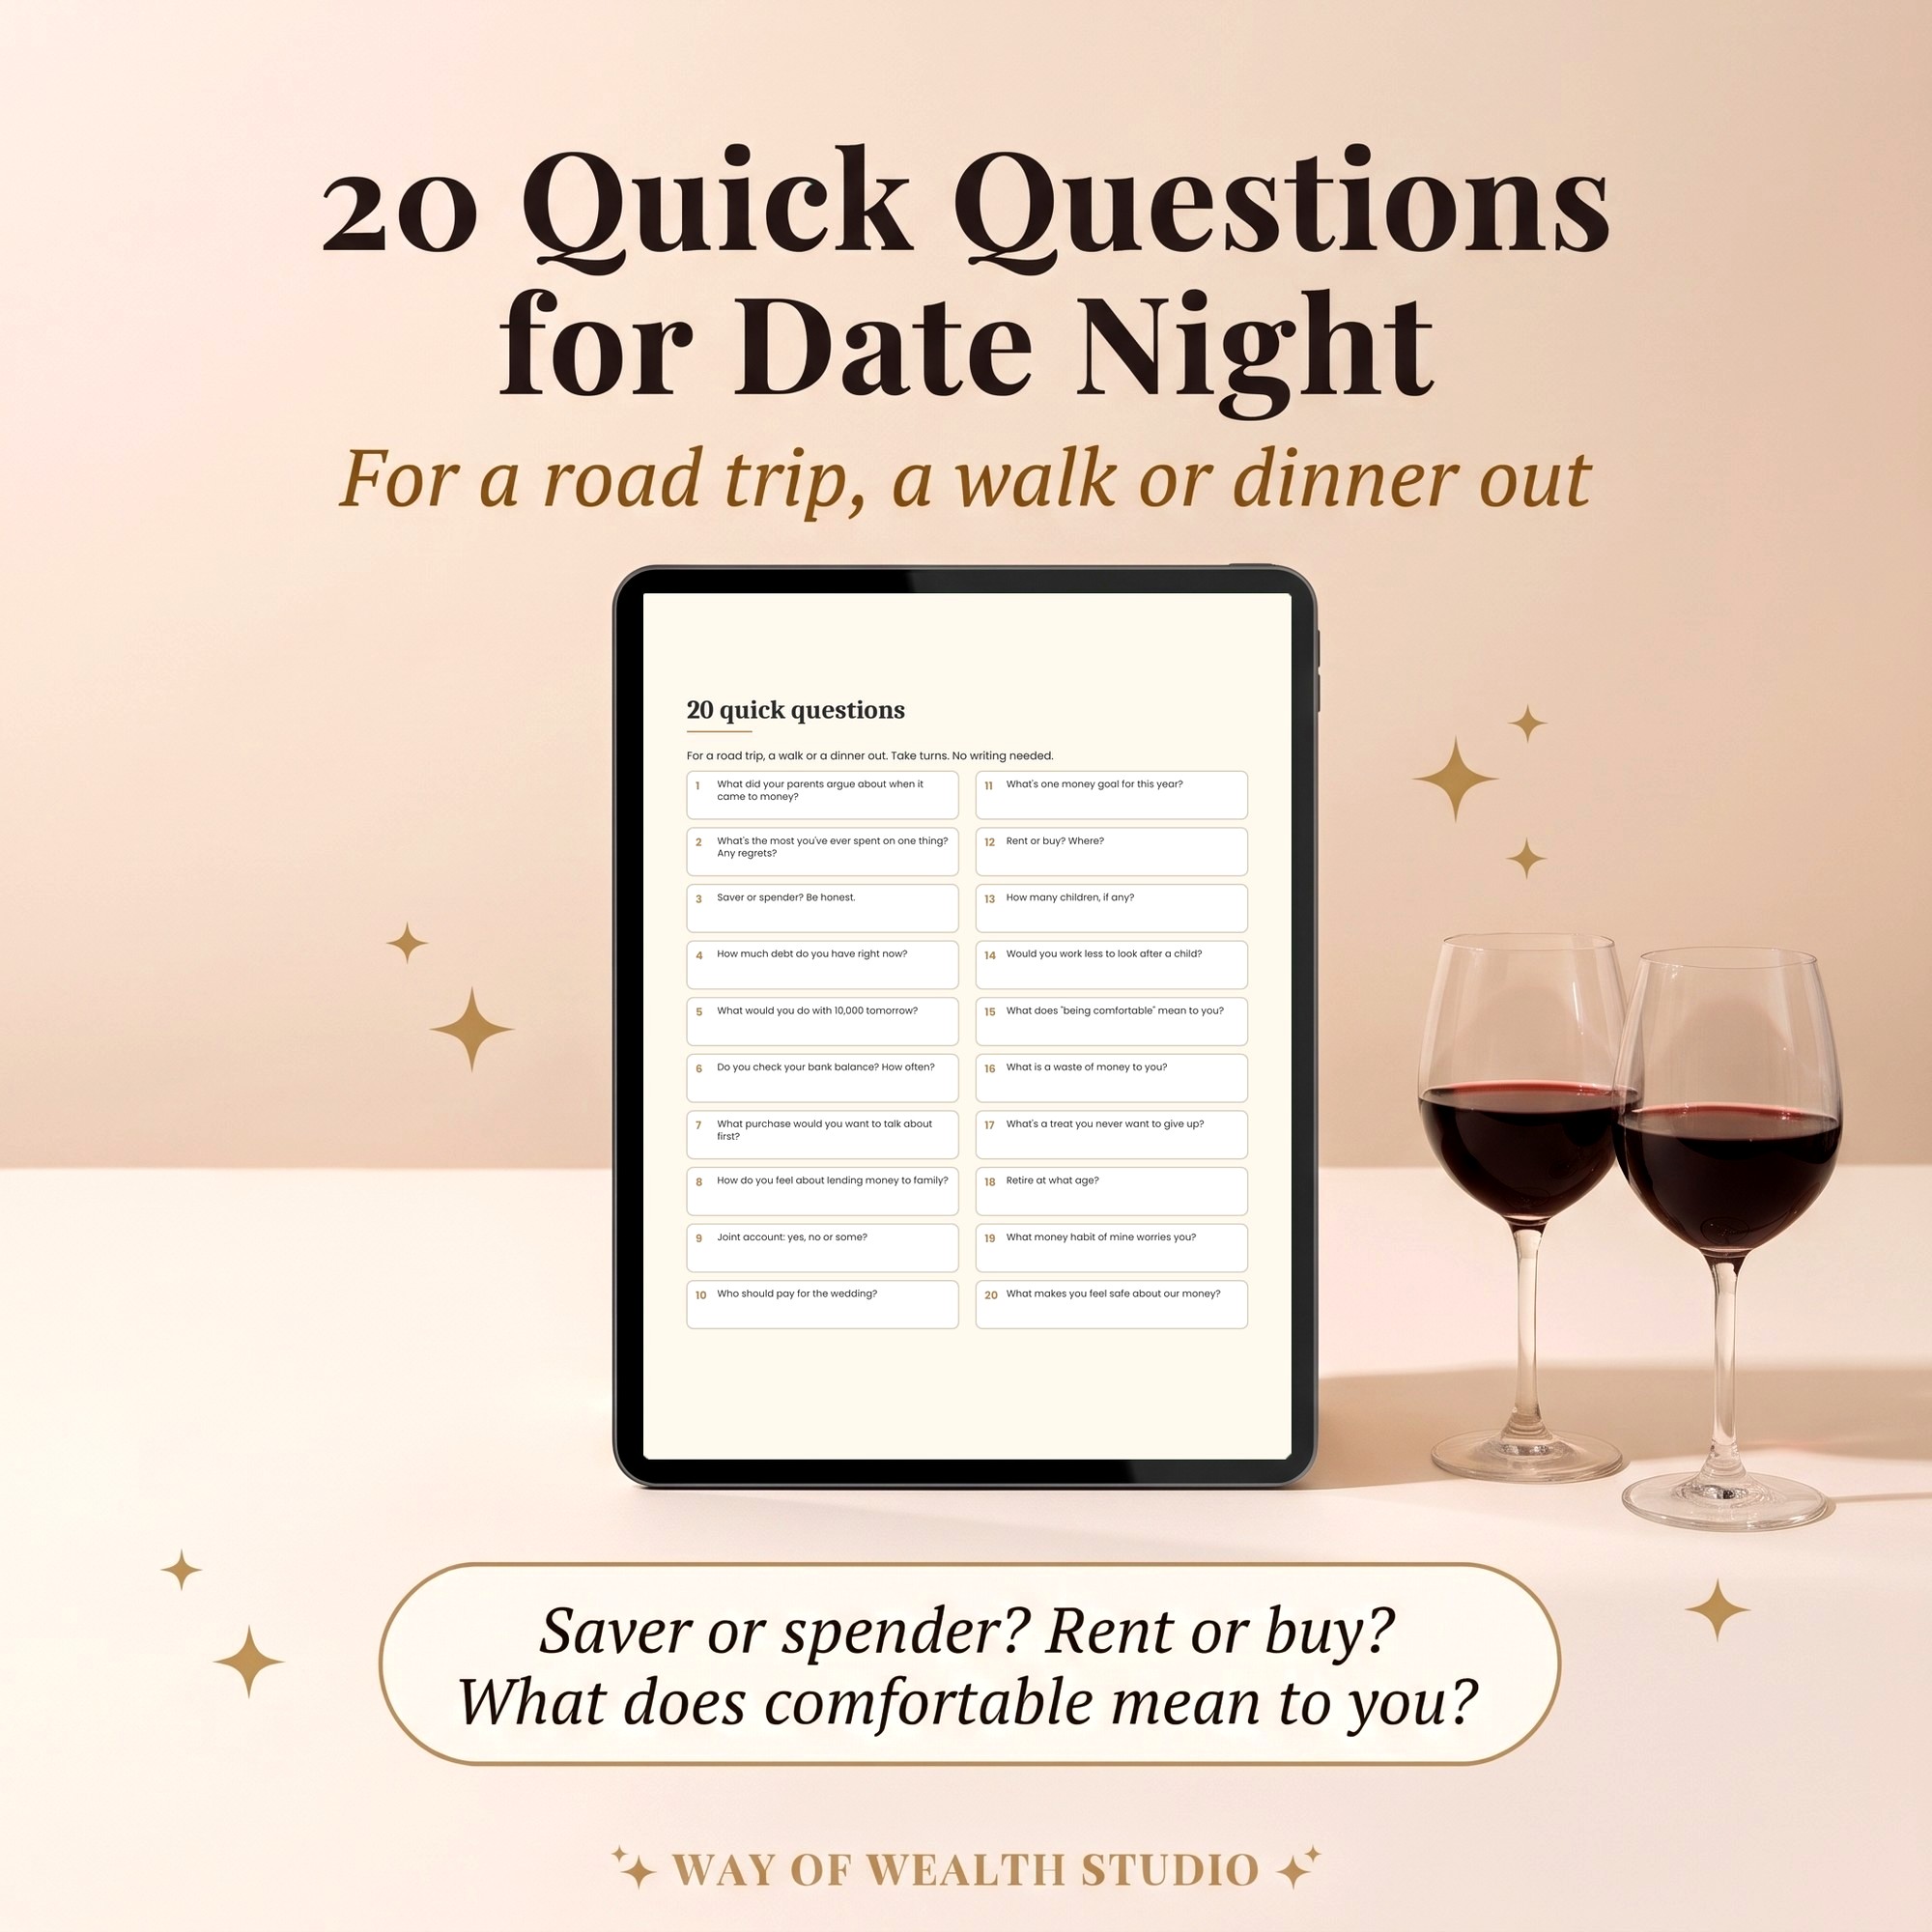 20 Quick Questions
for Date Night
For a road trip, a walk or dinner out
20 quick questions
For a road trip, a walk or a dinner out. Take turns. No writing needed.
1 What did your parents argue about when it
came to money?
2 What's the most you've ever spent on one thing?
Any regrets?
3 Saver or spender? Be honest.
4 How much debt do you have right now?
5 What would you do with 10,000 tomorrow?
6 Do you check your bank balance? How often?
7 What purchase would you want to talk about
first?
8 How do you feel about lending money to family?
9 Joint account: yes, no or some?
10 Who should pay for the wedding?
11 What's one money goal for this year?
12 Rent or buy? Where?
13 How many children, if any?
14 Would you work less to look after a child?
15 What does "being comfortable" mean to you?
16 What is a waste of money to you?
17 What's a treat you never want to give up?
18 Retire at what age?
19 What money habit of mine worries you?
20 What makes you feel safe about our money?
Saver or spender? Rent or buy?
What does comfortable mean to you?
WAY OF WEALTH STUDIO